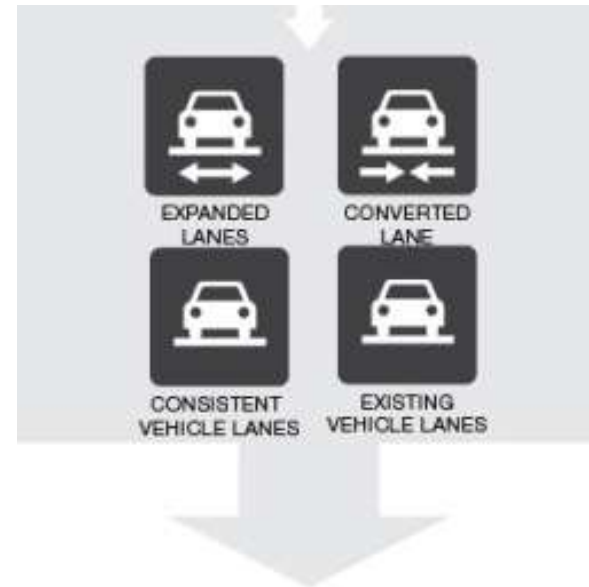 EXPANDED
LANES
CONVERTED
LANE
CONSISTENT
VEHICLE LANES
EXISTING
VEHICLE LANES